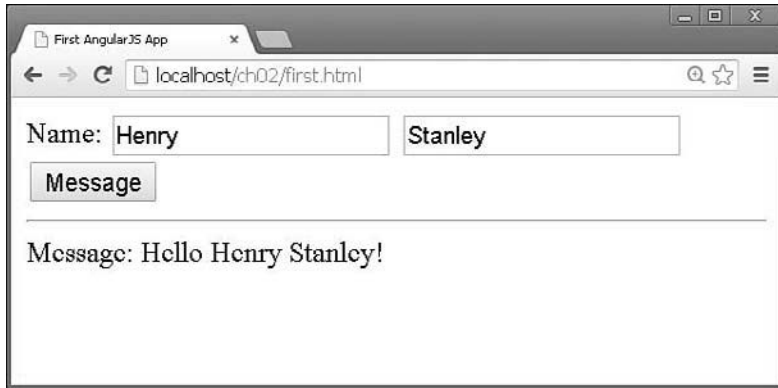 First AngularJS App
localhost/ch02/first.html
Name: Henry Stanley
Message
Message: Hello Henry Stanley!